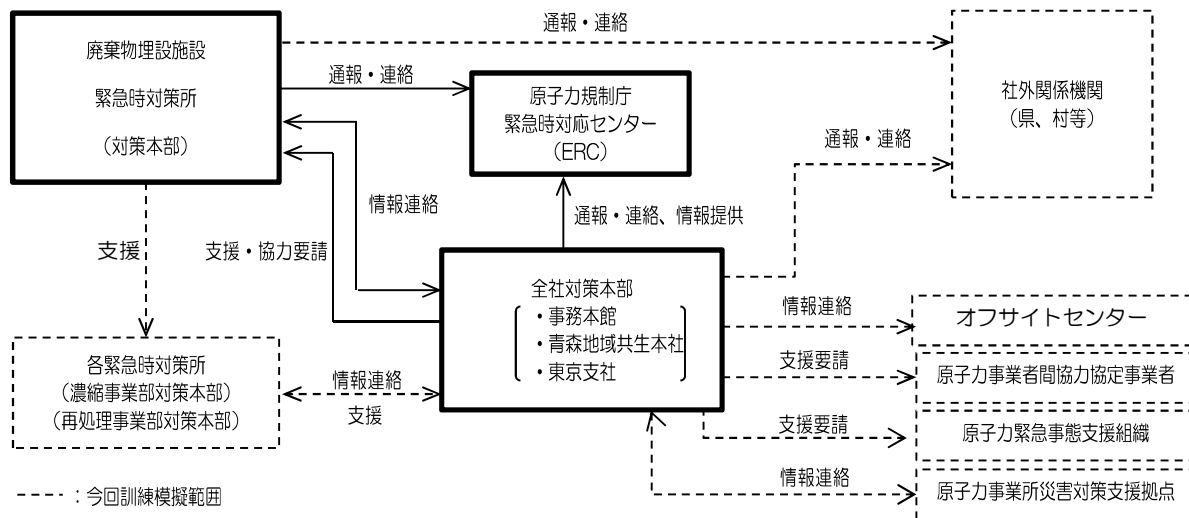 通報・連絡
廃棄物埋設施設
緊急時対策所
（対策本部）
通報・連絡
原子力規制庁
緊急時対応センター
（ERC）
社外関係機関
（県、村等）
通報・連絡
情報連絡
通報・連絡、情報提供
支援
支援・協力要請
全社対策本部
・事務本館
・青森地域共生本社
・東京支社
情報連絡
オフサイトセンター
支援要請
原子力事業者間協力協定事業者
各緊急時対策所
（濃縮事業部対策本部）
（再処理事業部対策本部）
情報連絡
支援
支援要請
原子力緊急事態支援組織
情報連絡
原子力事業所災害対策支援拠点
：今回訓練模擬範囲